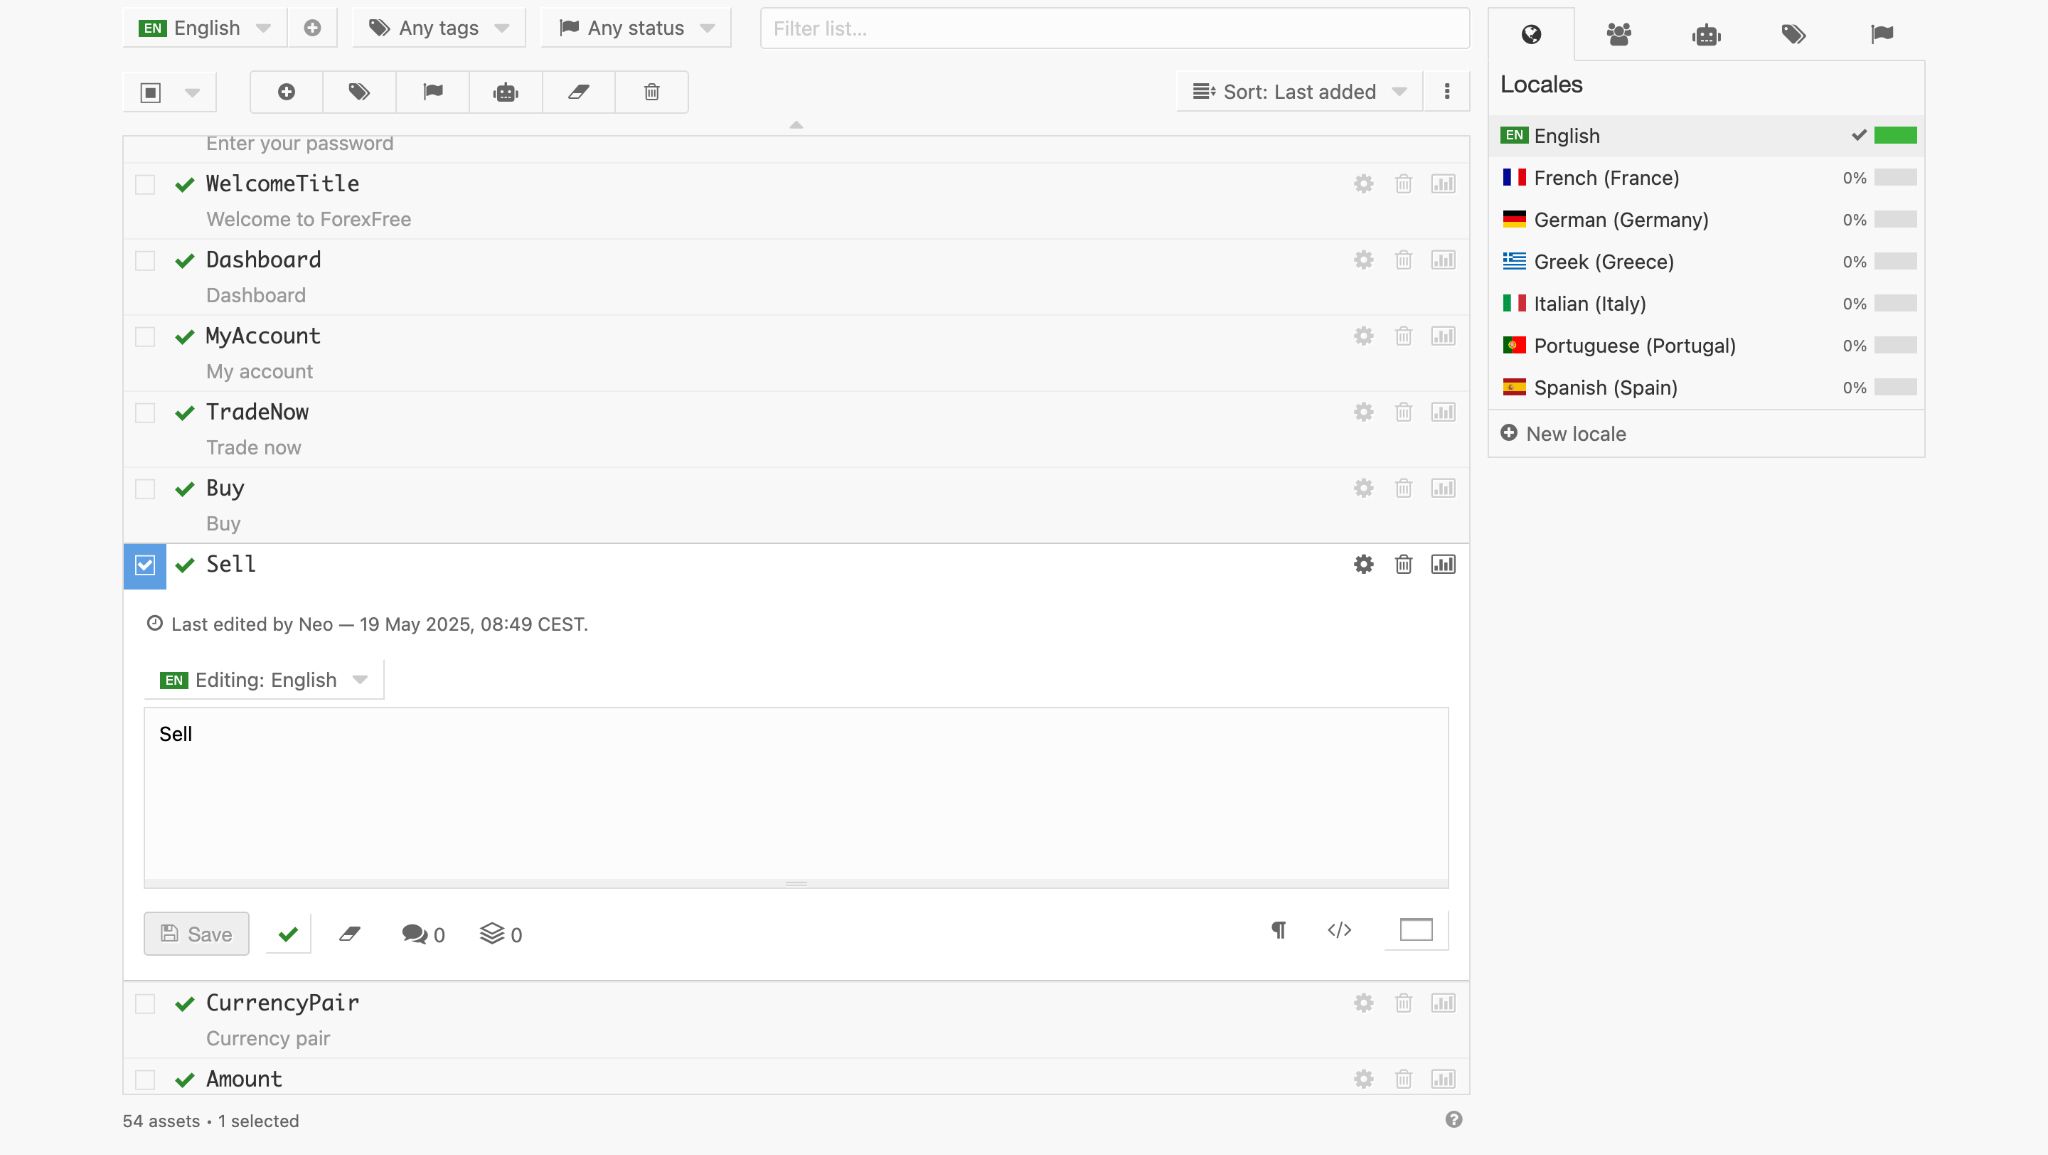 EN English
Any tags
Any status
Filter list...
Sort: Last added
Enter your password
WelcomeTitle
Welcome to ForexFree
Dashboard
Dashboard
MyAccount
My account
TradeNow
Trade now
Buy
Buy
Sell
Last edited by Neo — 19 May 2025, 08:49 CEST.
EN Editing: English
Sell
Save
0
0
CurrencyPair
Currency pair
Amount
54 assets • 1 selected
Locales
EN English
French (France) 0%
German (Germany) 0%
Greek (Greece) 0%
Italian (Italy) 0%
Portuguese (Portugal) 0%
Spanish (Spain) 0%
New locale